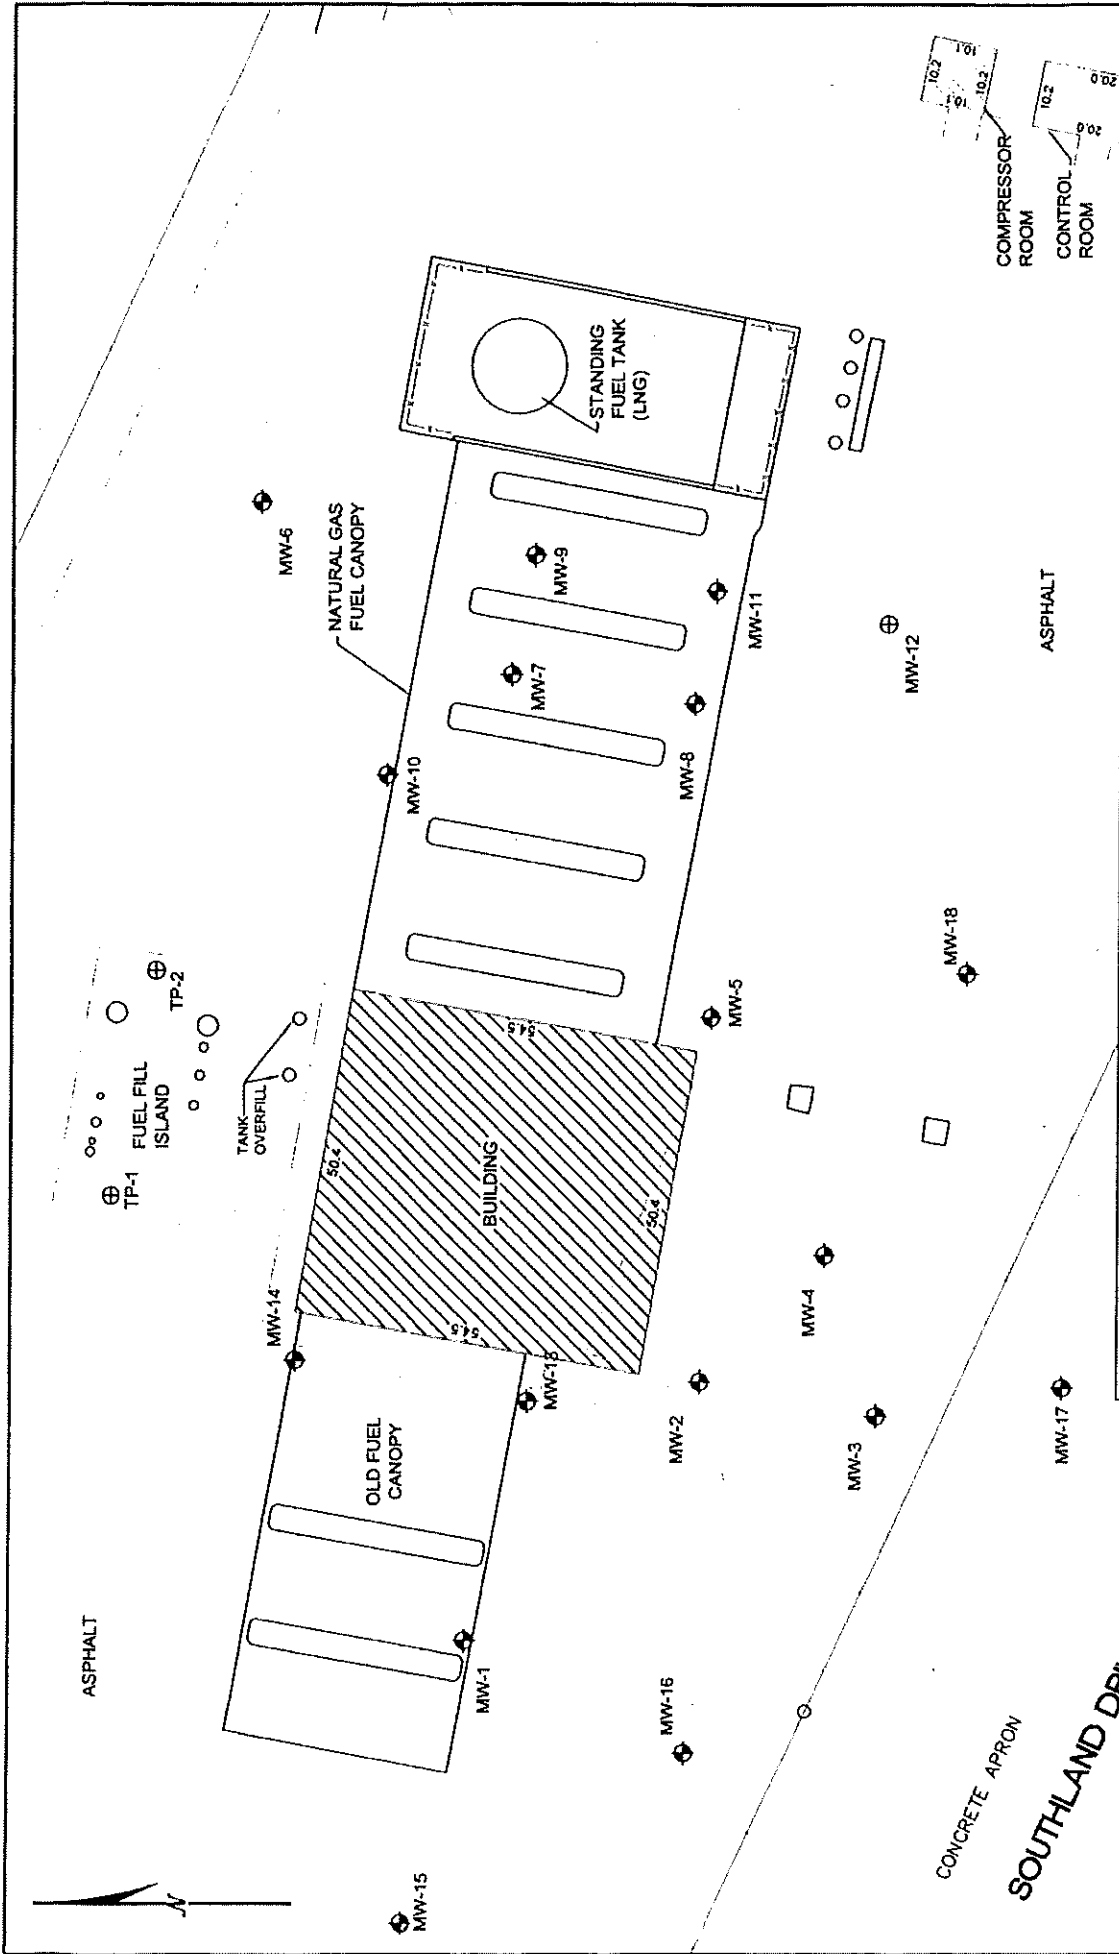 ASPHALT
N
MW-15
OLD FUEL
CANOPY
MW-1
MW-16
MW-14
MW-13
MW-2
MW-3
MW-4
MW-17
TP-1
FUEL FILL
ISLAND
TP-2
TANK
OVERFILL
50.4
54.5
BUILDING
54.5
50.4
MW-5
MW-18
MW-10
NATURAL GAS
FUEL CANOPY
MW-6
MW-7
MW-9
MW-8
MW-11
MW-12
STANDING
FUEL TANK
(LNG)
ASPHALT
10.2
10.1
10.1
10.2
COMPRESSOR
ROOM
10.2
20.0
20.0
CONTROL
ROOM
CONCRETE APRON
SOUTHLAND